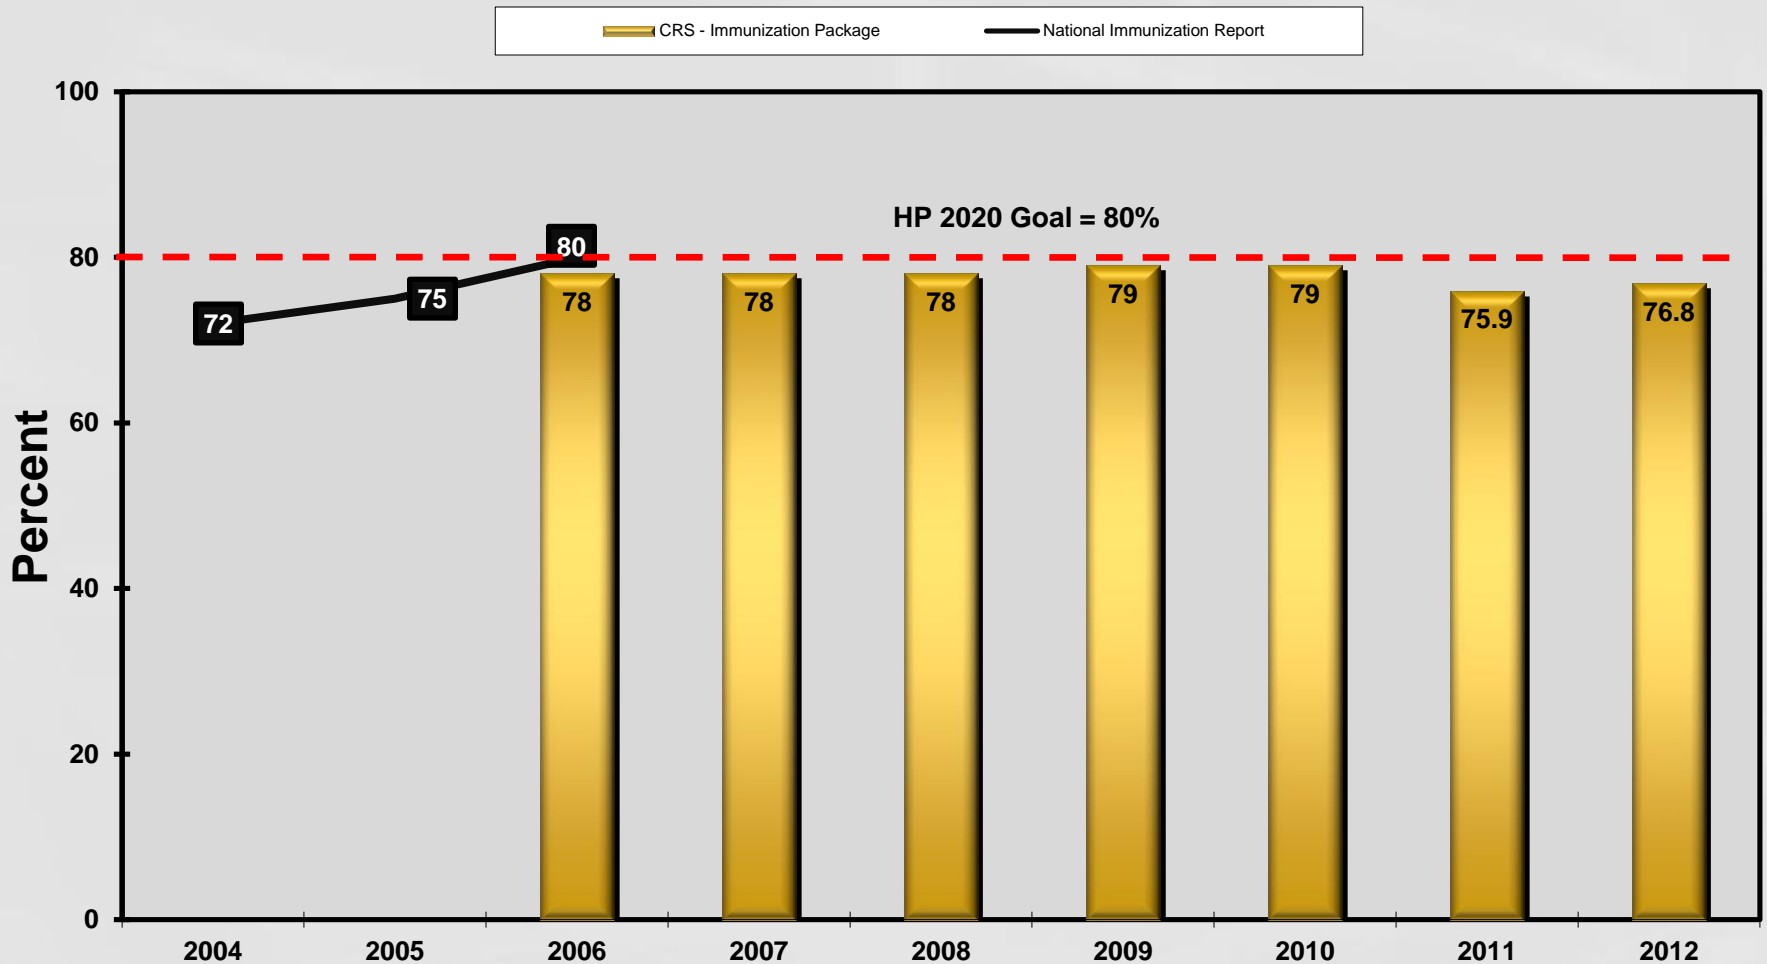 CRS - Immunization Package National Immunization Report
100
HP 2020 Goal = 80%
80
80
75
72
78 78 78 79 79 75.9 76.8
60
Percent
40
20
0
2004 2005 2006 2007 2008 2009 2010 2011 2012